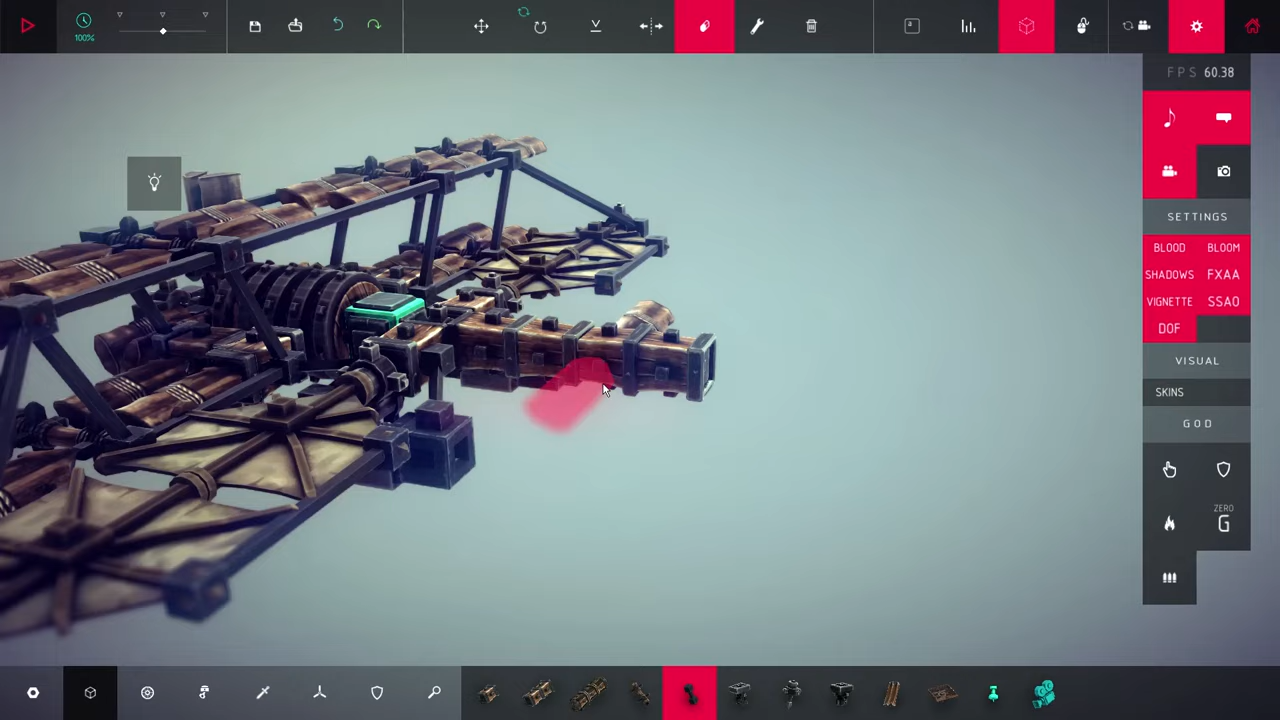 100%
FPS 60.38
SETTINGS
BLOOD BLOOM
SHADOWS FXAA
VIGNETTE SSAO
DOF
VISUAL
SKINS
GOD
ZERO
G